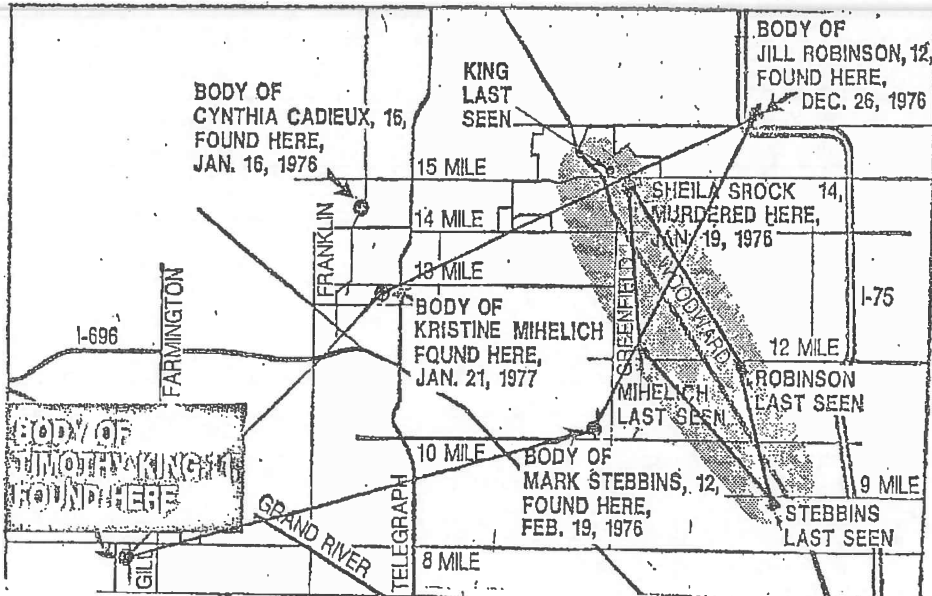 BODY OF
JILL ROBINSON, 12,
FOUND HERE,
DEC. 26, 1976
KING
LAST
SEEN
BODY OF
CYNTHIA CADIEUX, 16,
FOUND HERE,
JAN. 16, 1976
15 MILE
SHEILA SROCK 14,
MURDERED HERE,
JAN. 19, 1976
14 MILE
FRANKLIN
13 MILE
WOODWARD
GREENFIELD
I-75
BODY OF
KRISTINE MIHELICH
FOUND HERE,
JAN. 21, 1977
FARMINGTON
I-696
12 MILE
ROBINSON
LAST SEEN
MIHELICH
LAST SEEN
BODY OF
TIMOTHY KING 11
FOUND HERE
10 MILE
BODY OF
MARK STEBBINS, 12,
FOUND HERE,
FEB. 19, 1976
9 MILE
STEBBINS
LAST SEEN
GRAND RIVER
TELEGRAPH
8 MILE
GILL